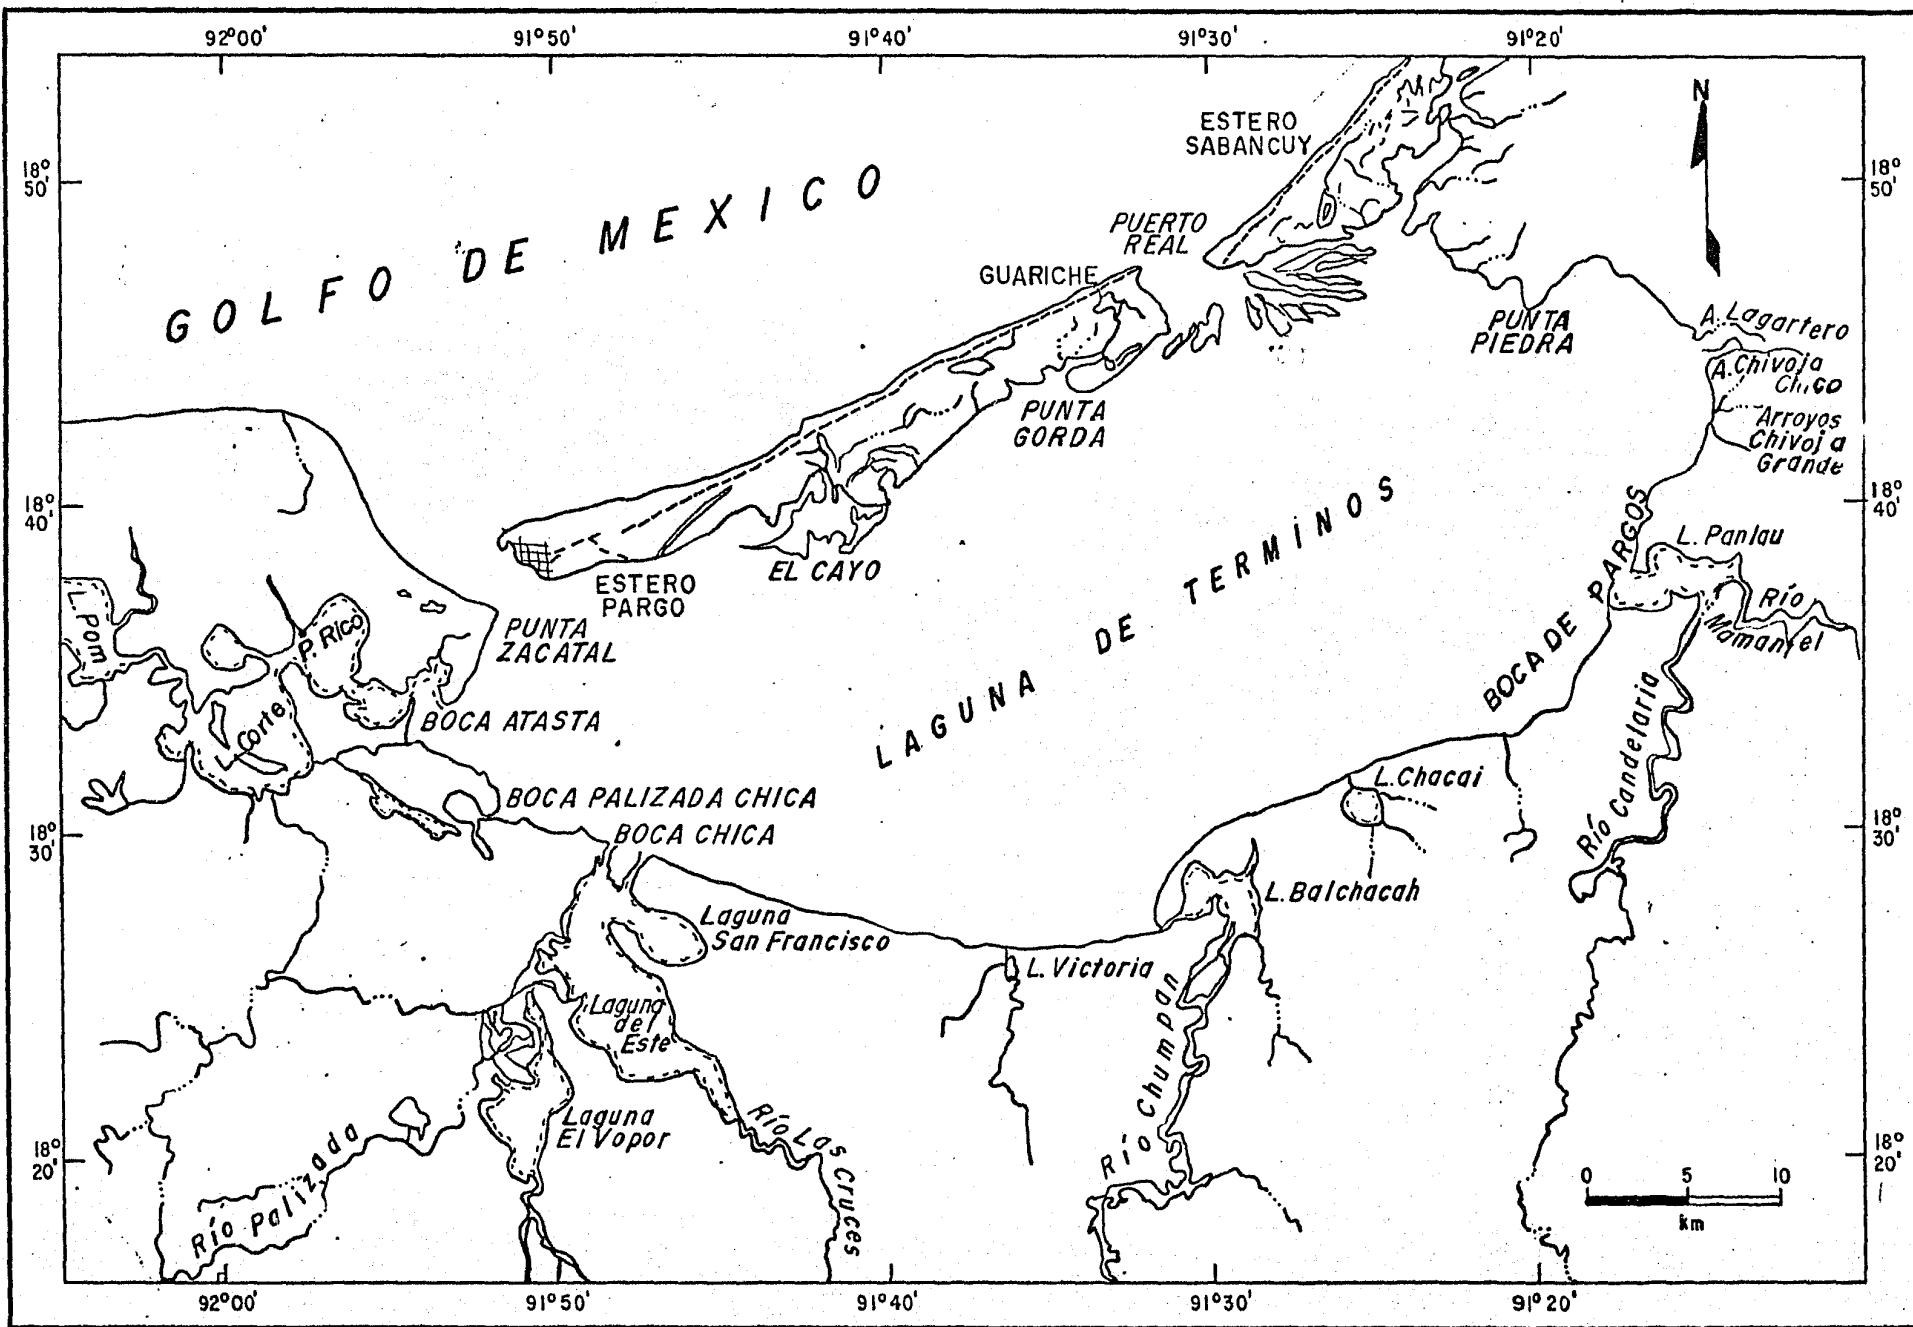 92°00' 91°50' 91°40' 91°30' 91°20'
N
ESTERO
SABANCUY
18°
50'
18°
50'
GOLFO DE MEXICO
PUERTO
REAL
GUARICHE
PUNTA
PIEDRA
A. Lagartero
A. Chivoja
Chico
Arroyos
Chivoja
Grande
PUNTA
GORDA
18°
40'
18°
40'
LAGUNA DE TERMINOS
BOCA DE PARGOS
L. Panlau
EL CAYO
ESTERO
PARGO
Río
Mamantel
L. Pom
P. Rico
PUNTA
ZACATAL
Corte
BOCA ATASTA
Río Candelaria
L. Chacai
BOCA PALIZADA CHICA
BOCA CHICA
18°
30'
18°
30'
L. Balchacah
Laguna
San Francisco
L. Victoria
Laguna
del
Este
Río Chumpan
Laguna
El Vopor
Río Las Cruces
Río Palizada
18°
20'
18°
20'
0 5 10
km
92°00' 91°50' 91°40' 91°30' 91°20'